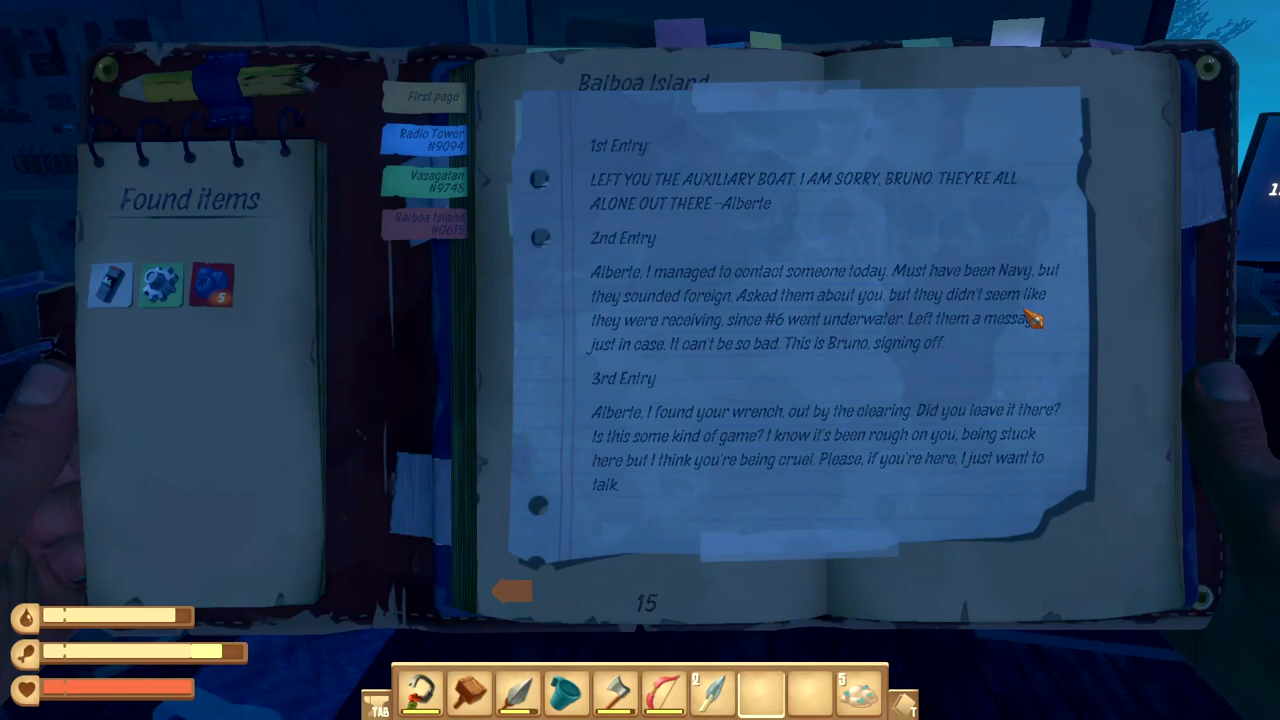 Found items
First page
Radio Tower
#9094
Vasagatan
#9748
Balboa Island
#0615
Balboa Island
1st Entry:
LEFT YOU THE AUXILIARY BOAT. I AM SORRY, BRUNO. THEY'RE ALL
ALONE OUT THERE -Alberte
2nd Entry
Alberte, I managed to contact someone today. Must have been Navy, but
they sounded foreign. Asked them about you, but they didn't seem like
they were receiving, since #6 went underwater. Left them a messag
just in case. It can't be so bad. This is Bruno, signing off.
3rd Entry
Alberte, I found your wrench, out by the clearing. Did you leave it there?
Is this some kind of game? I know it's been rough on you, being stuck
here but I think you're being cruel. Please, if you're here, I just want to
talk.
15
5
TAB
5
T